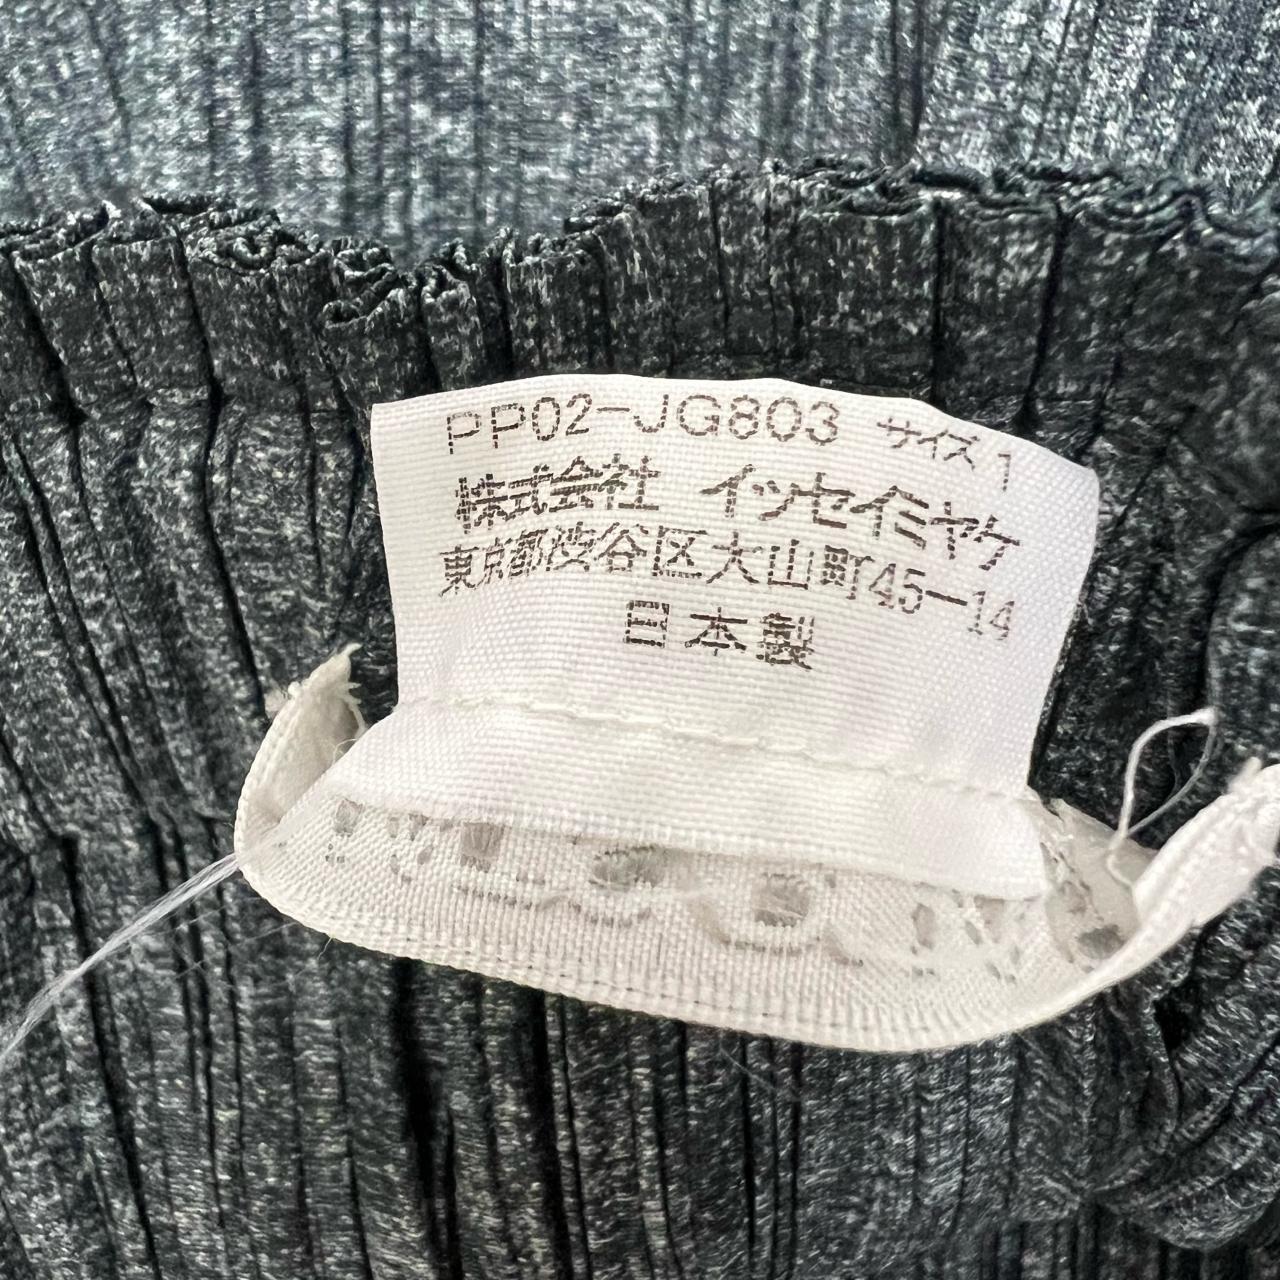 PP02-JG803 サイズ 1
株式会社 イッセイミヤケ
東京都渋谷区大山町45-14
日本製